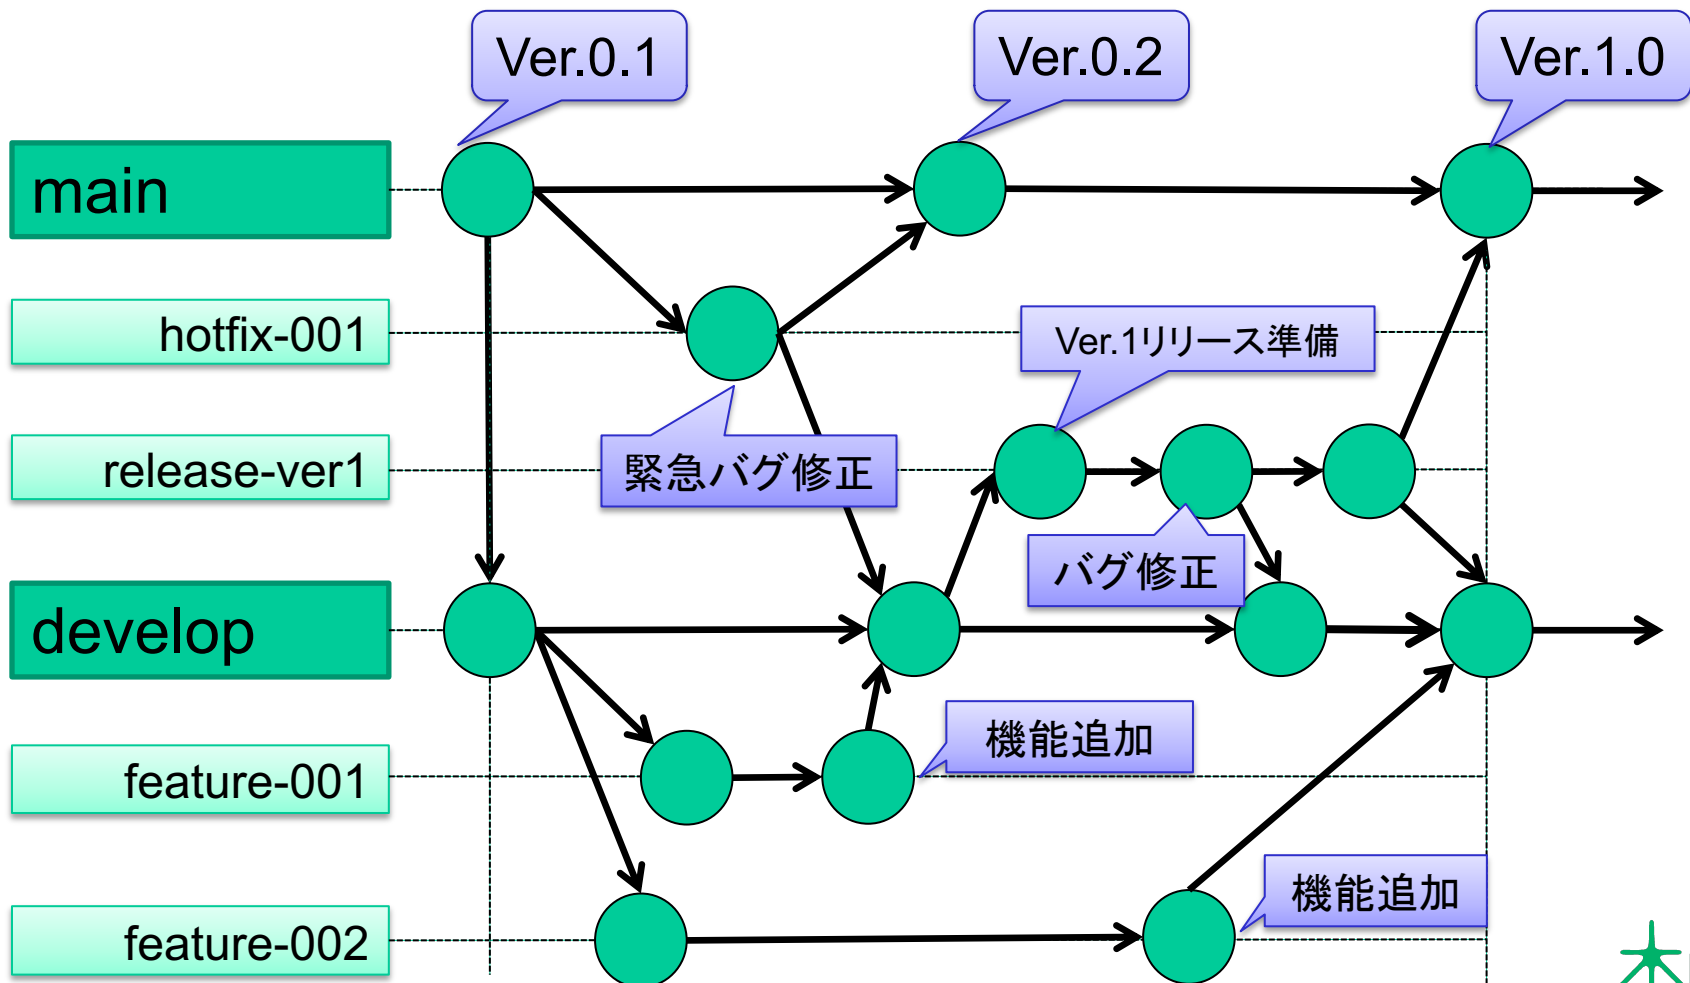 Ver.0.1
Ver.0.2
Ver.1.0
main
hotfix-001
Ver.1リリース準備
緊急バグ修正
release-ver1
バグ修正
develop
機能追加
feature-001
機能追加
feature-002